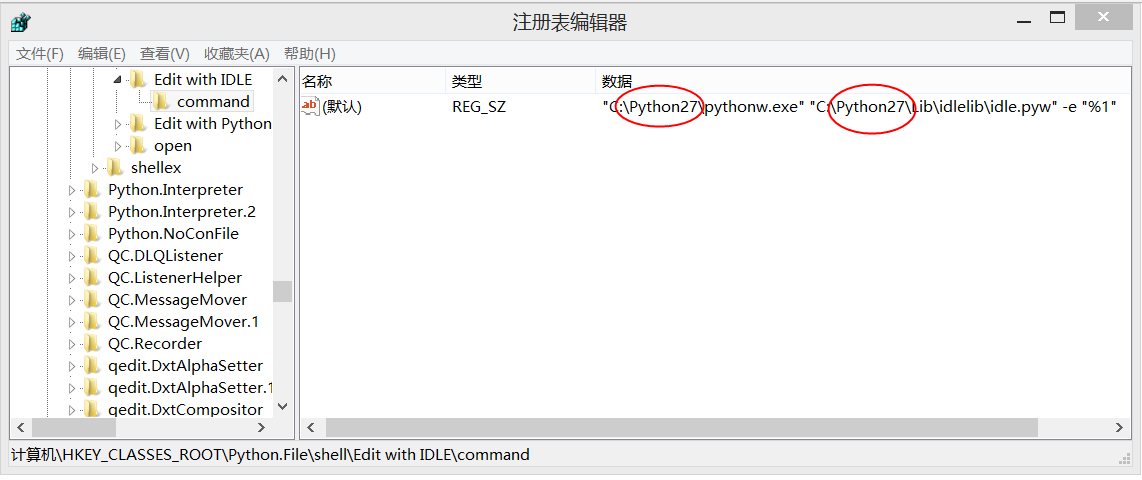 注册表编辑器
文件(F) 编辑(E) 查看(V) 收藏夹(A) 帮助(H)
Edit with IDLE
command
Edit with Python
open
shellex
Python.Interpreter
Python.Interpreter.2
Python.NoConFile
QC.DLQListener
QC.ListenerHelper
QC.MessageMover
QC.MessageMover.1
QC.Recorder
qedit.DxtAlphaSetter
qedit.DxtAlphaSetter.1
qedit.DxtCompositor
名称 类型 数据
ab (默认) REG_SZ "C:\Python27\pythonw.exe" "C:\Python27\Lib\idlelib\idle.pyw" -e "%1"
计算机\HKEY_CLASSES_ROOT\Python.File\shell\Edit with IDLE\command